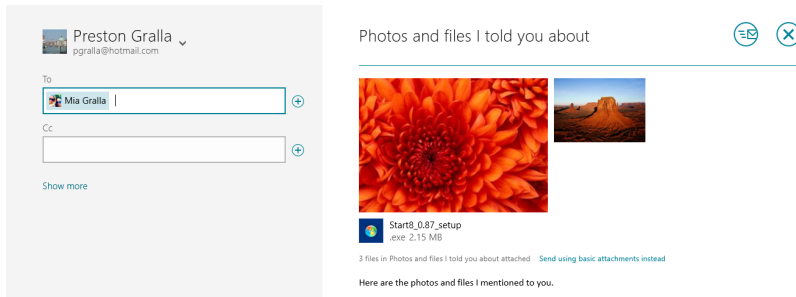 Preston Gralla
pgralla@hotmail.com
To
Mia Gralla
Cc
Show more
Photos and files I told you about
Start8_0.87_setup
.exe 2.15 MB
3 files in Photos and files I told you about attached Send using basic attachments instead
Here are the photos and files I mentioned to you.